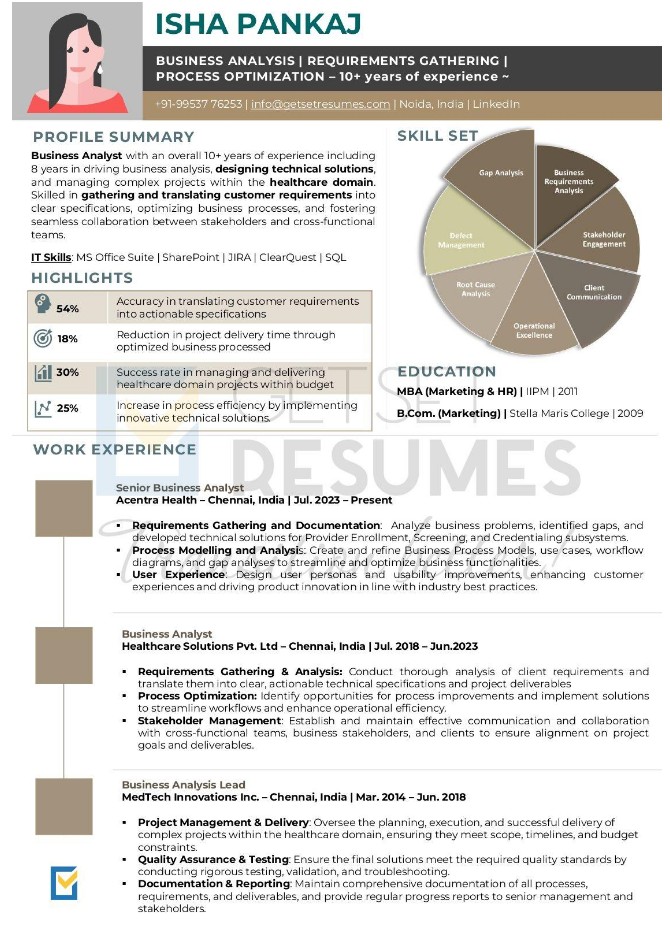 ISHA PANKAJ
BUSINESS ANALYSIS | REQUIREMENTS GATHERING |
PROCESS OPTIMIZATION – 10+ years of experience ~
+91-99537 76253 | info@getsetresumes.com | Noida, India | LinkedIn
PROFILE SUMMARY
Business Analyst with an overall 10+ years of experience including
8 years in driving business analysis, designing technical solutions,
and managing complex projects within the healthcare domain.
Skilled in gathering and translating customer requirements into
clear specifications, optimizing business processes, and fostering
seamless collaboration between stakeholders and cross-functional
teams.
IT Skills: MS Office Suite | SharePoint | JIRA | ClearQuest | SQL
HIGHLIGHTS
54% Accuracy in translating customer requirements
into actionable specifications
18% Reduction in project delivery time through
optimized business processed
30% Success rate in managing and delivering
healthcare domain projects within budget
25% Increase in process efficiency by implementing
innovative technical solutions.
SKILL SET
Gap Analysis
Business
Requirements
Analysis
Stakeholder
Engagement
Client
Communication
Operational
Excellence
Root Cause
Analysis
Defect
Management
EDUCATION
MBA (Marketing & HR) | IIPM | 2011
B.Com. (Marketing) | Stella Maris College | 2009
GETSET
RESUMES
WORK EXPERIENCE
Senior Business Analyst
Acentra Health – Chennai, India | Jul. 2023 – Present
▪ Requirements Gathering and Documentation: Analyze business problems, identified gaps, and
developed technical solutions for Provider Enrollment, Screening, and Credentialing subsystems.
▪ Process Modelling and Analysis: Create and refine Business Process Models, use cases, workflow
diagrams, and gap analyses to streamline and optimize business functionalities.
▪ User Experience: Design user personas and usability improvements, enhancing customer
experiences and driving product innovation in line with industry best practices.
Business Analyst
Healthcare Solutions Pvt. Ltd – Chennai, India | Jul. 2018 – Jun.2023
▪ Requirements Gathering & Analysis: Conduct thorough analysis of client requirements and
translate them into clear, actionable technical specifications and project deliverables
▪ Process Optimization: Identify opportunities for process improvements and implement solutions
to streamline workflows and enhance operational efficiency.
▪ Stakeholder Management: Establish and maintain effective communication and collaboration
with cross-functional teams, business stakeholders, and clients to ensure alignment on project
goals and deliverables.
Business Analysis Lead
MedTech Innovations Inc. – Chennai, India | Mar. 2014 – Jun. 2018
▪ Project Management & Delivery: Oversee the planning, execution, and successful delivery of
complex projects within the healthcare domain, ensuring they meet scope, timelines, and budget
constraints.
▪ Quality Assurance & Testing: Ensure the final solutions meet the required quality standards by
conducting rigorous testing, validation, and troubleshooting.
▪ Documentation & Reporting: Maintain comprehensive documentation of all processes,
requirements, and deliverables, and provide regular progress reports to senior management and
stakeholders.